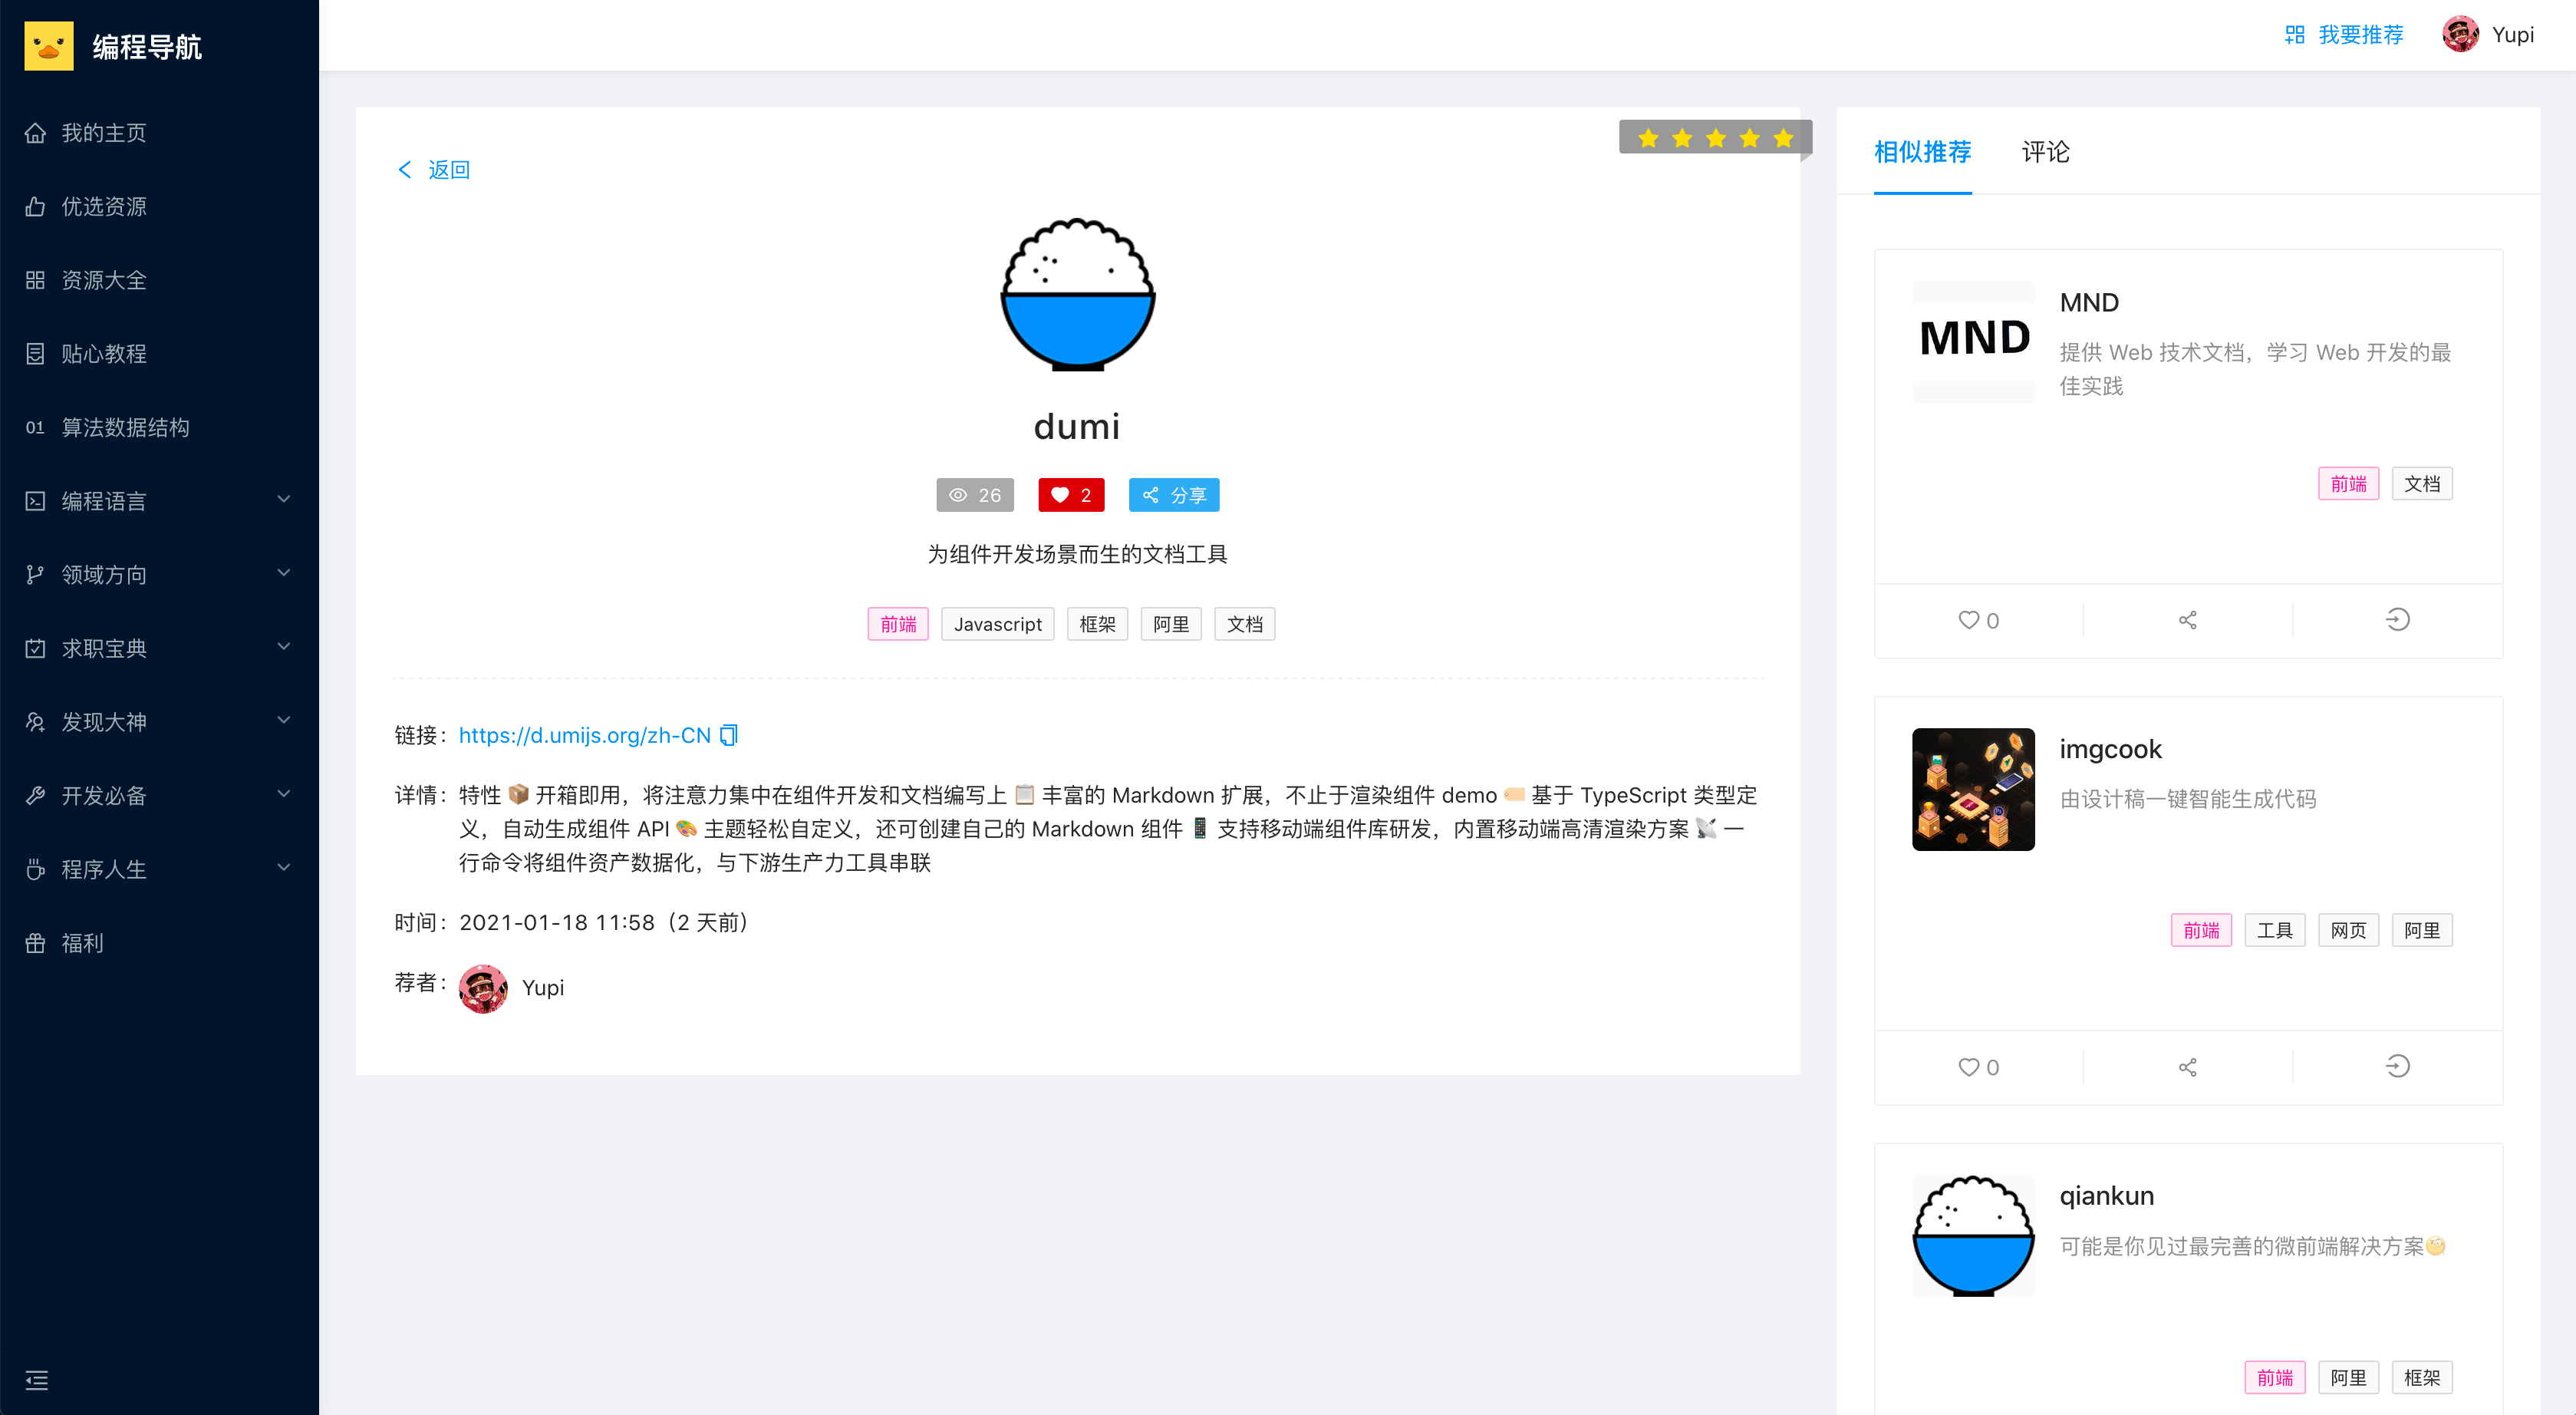 编程导航
我的主页
优选资源
资源大全
贴心教程
01 算法数据结构
编程语言
领域方向
求职宝典
发现大神
开发必备
程序人生
福利
我要推荐 Yupi
返回
dumi
26 2 分享
为组件开发场景而生的文档工具
前端 Javascript 框架 阿里 文档
链接： https://d.umijs.org/zh-CN
详情： 特性 📦 开箱即用，将注意力集中在组件开发和文档编写上 📋 丰富的 Markdown 扩展，不止于渲染组件 demo 🏷 基于 TypeScript 类型定
义，自动生成组件 API 🎨 主题轻松自定义，还可创建自己的 Markdown 组件 📱 支持移动端组件库研发，内置移动端高清渲染方案 📡 一
行命令将组件资产数据化，与下游生产力工具串联
时间： 2021-01-18 11:58（2 天前）
荐者： Yupi
相似推荐 评论
MND
MND
提供 Web 技术文档，学习 Web 开发的最
佳实践
前端 文档
0
imgcook
由设计稿一键智能生成代码
前端 工具 网页 阿里
0
qiankun
可能是你见过最完善的微前端解决方案🧐
前端 阿里 框架